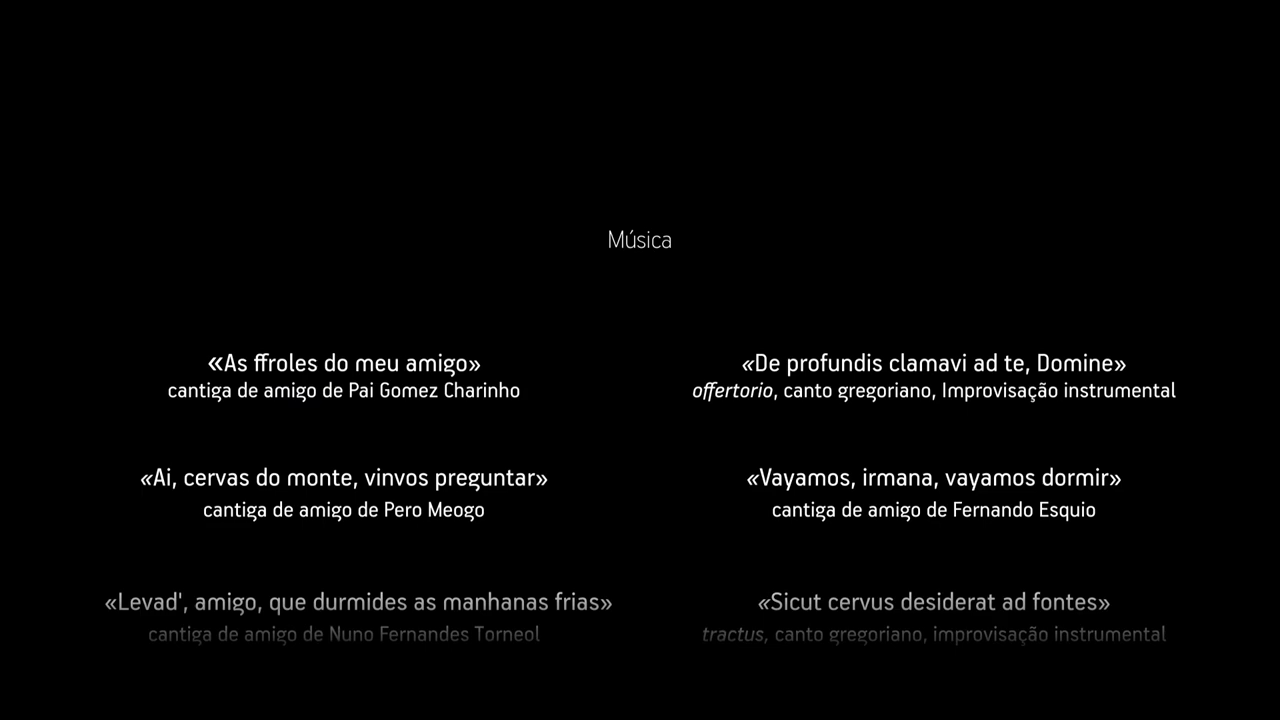 Música
«As ffroles do meu amigo»
cantiga de amigo de Pai Gomez Charinho
«De profundis clamavi ad te, Domine»
offertorio, canto gregoriano, Improvisação instrumental
«Ai, cervas do monte, vinvos preguntar»
cantiga de amigo de Pero Meogo
«Vayamos, irmana, vayamos dormir»
cantiga de amigo de Fernando Esquio
«Levad', amigo, que durmides as manhanas frias»
cantiga de amigo de Nuno Fernandes Torneol
«Sicut cervus desiderat ad fontes»
tractus, canto gregoriano, improvisação instrumental